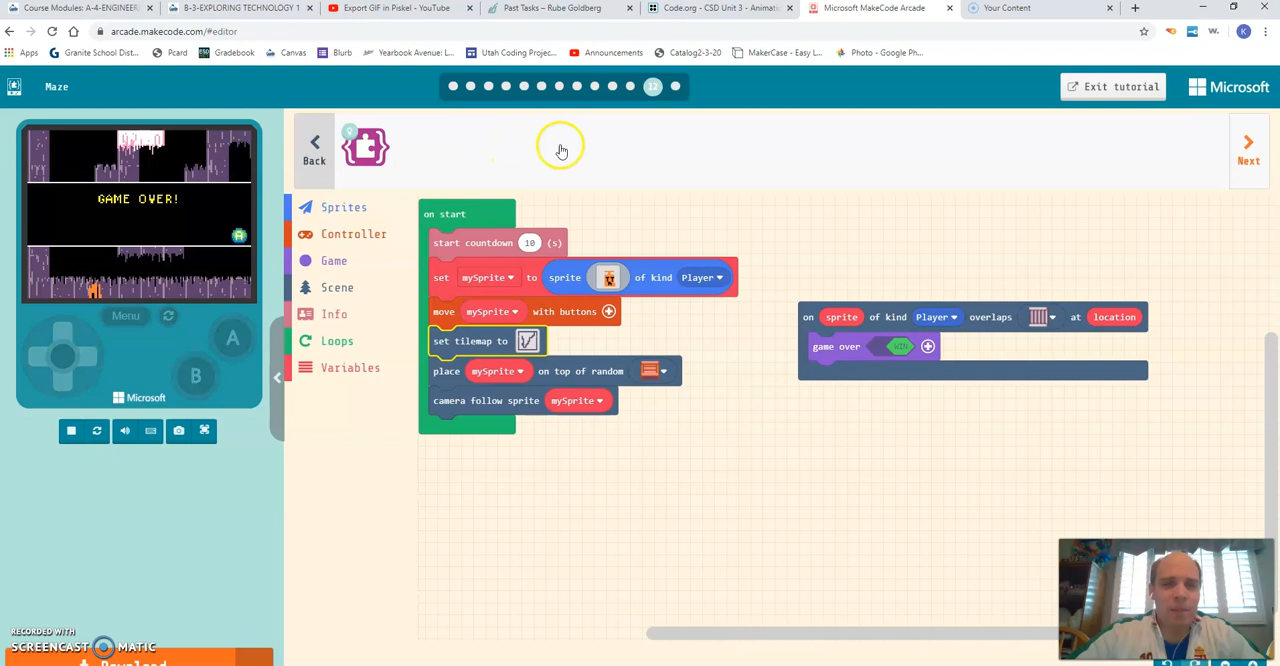 Course Modules: A-4-ENGINEER
B-3-EXPLORING TECHNOLOGY 1
Export GIF in Piskel - YouTube
Past Tasks – Rube Goldberg
Code.org - CSD Unit 3 - Animati
Microsoft MakeCode Arcade
Your Content
arcade.makecode.com/#editor
Apps
Granite School Dist...
Pcard
Gradebook
Canvas
Blurb
Yearbook Avenue: L...
Utah Coding Projec...
Announcements
Catalog2-3-20
MakerCase - Easy L...
Photo - Google Ph...
Maze
12
Exit tutorial
Microsoft
Back
Next
GAME OVER!
A
Menu
A
B
Microsoft
Sprites
Controller
Game
Scene
Info
Loops
Variables
on start
start countdown 10 (s)
set mySprite to sprite of kind Player
move mySprite with buttons
set tilemap to
place mySprite on top of random
camera follow sprite mySprite
on sprite of kind Player overlaps at location
game over WIN
RECORDED WITH
SCREENCAST MATIC
Download